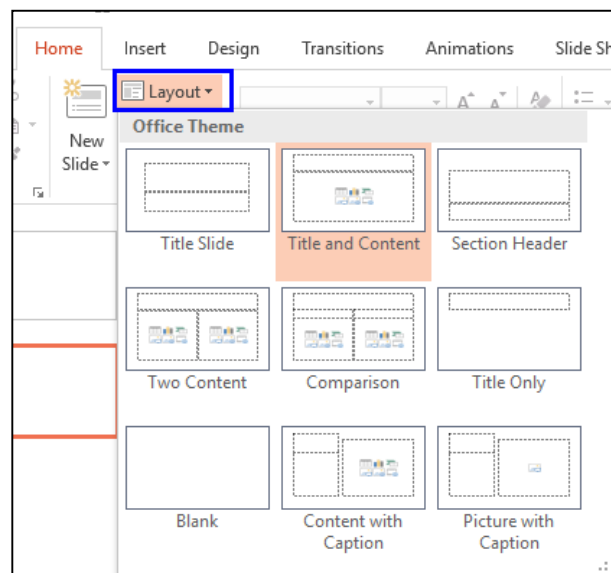 Home Insert Design Transitions Animations Slide Sh
Layout
New
Slide
Office Theme
Title Slide Title and Content Section Header
Two Content Comparison Title Only
Blank Content with Picture with
Caption Caption